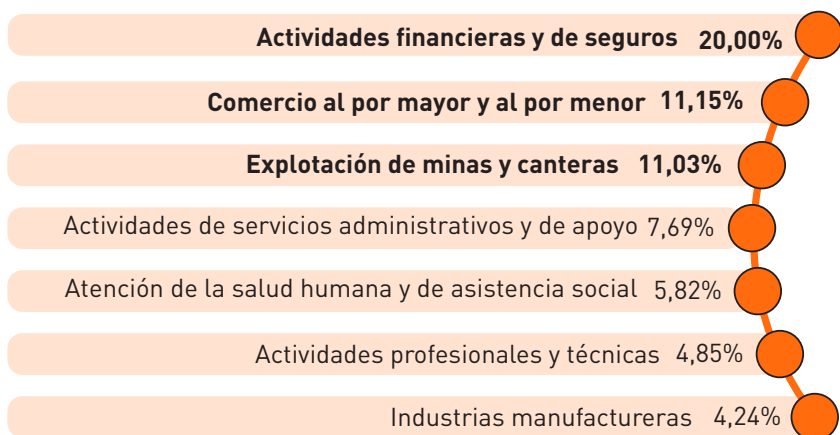 Actividades financieras y de seguros 20,00%
Comercio al por mayor y al por menor 11,15%
Explotación de minas y canteras 11,03%
Actividades de servicios administrativos y de apoyo 7,69%
Atención de la salud humana y de asistencia social 5,82%
Actividades profesionales y técnicas 4,85%
Industrias manufactureras 4,24%